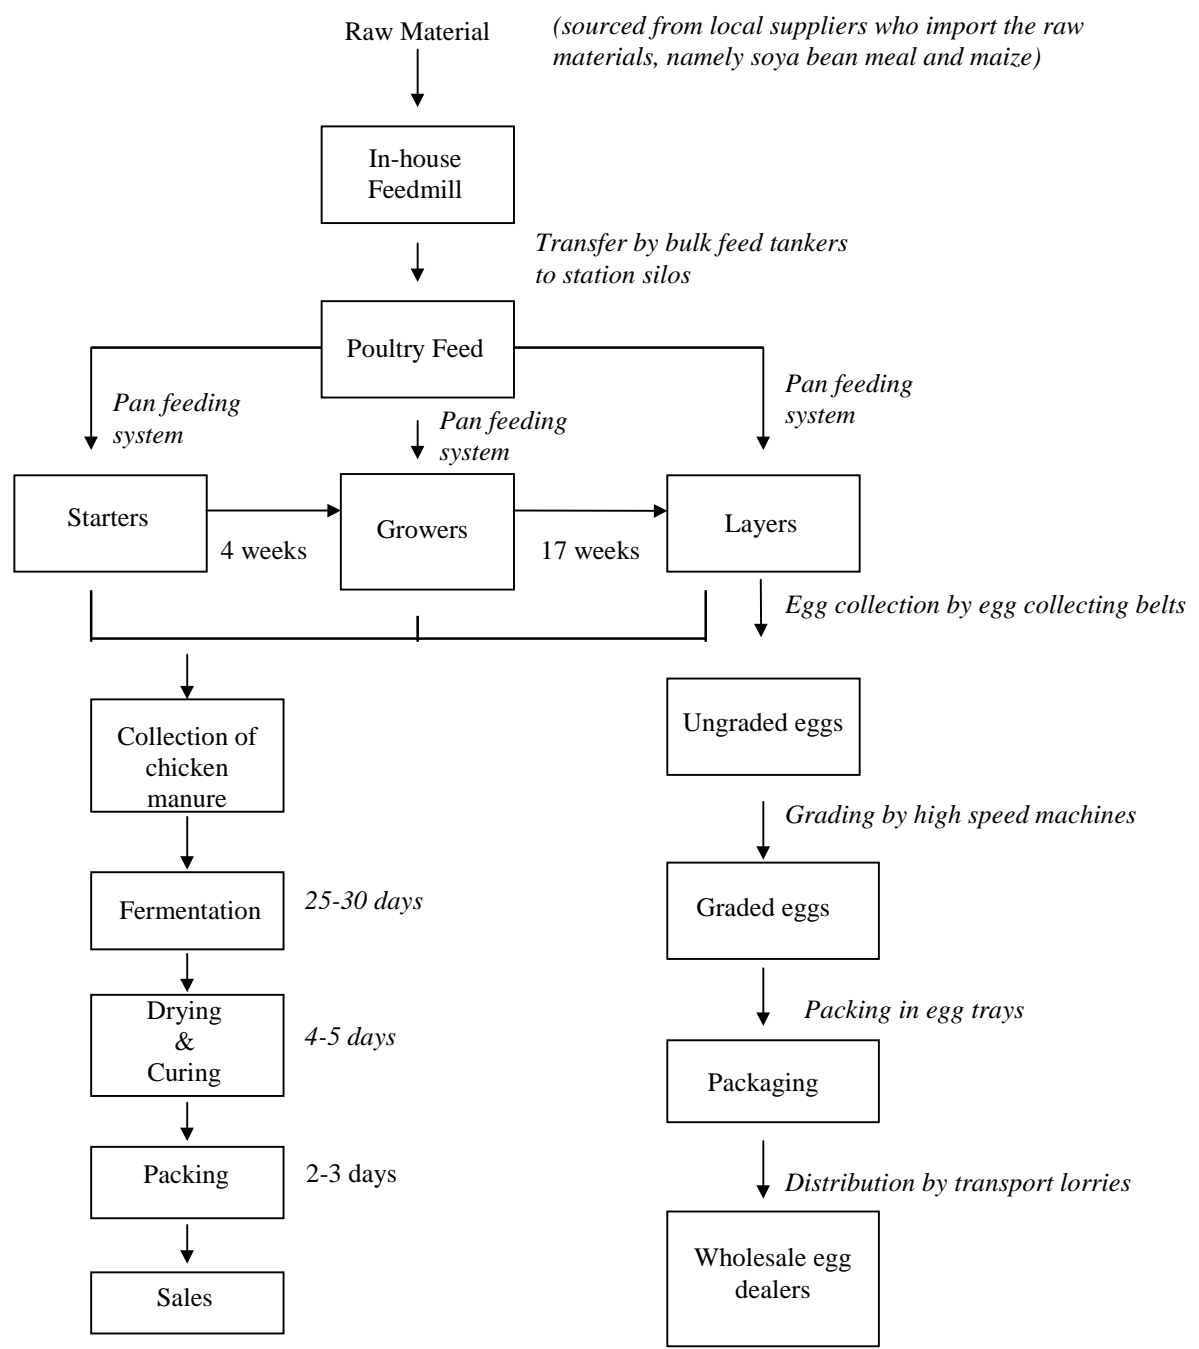 Raw Material
(sourced from local suppliers who import the raw
materials, namely soya bean meal and maize)
In-house
Feedmill
Transfer by bulk feed tankers
to station silos
Poultry Feed
Pan feeding
system
Pan feeding
system
Pan feeding
system
Starters
4 weeks
Growers
17 weeks
Layers
Egg collection by egg collecting belts
Collection of
chicken
manure
Fermentation
25-30 days
Drying
&
Curing
4-5 days
Packing
2-3 days
Sales
Ungraded eggs
Grading by high speed machines
Graded eggs
Packing in egg trays
Packaging
Distribution by transport lorries
Wholesale egg
dealers